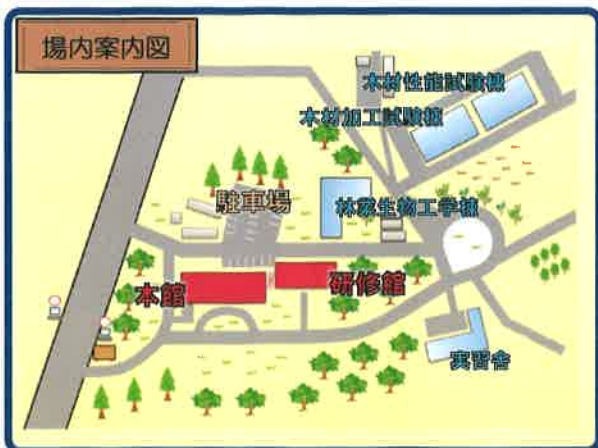 場内案内図
木材性能試験棟
木材加工試験棟
駐車場
林業生物工学棟
本館
研修館
実習舎